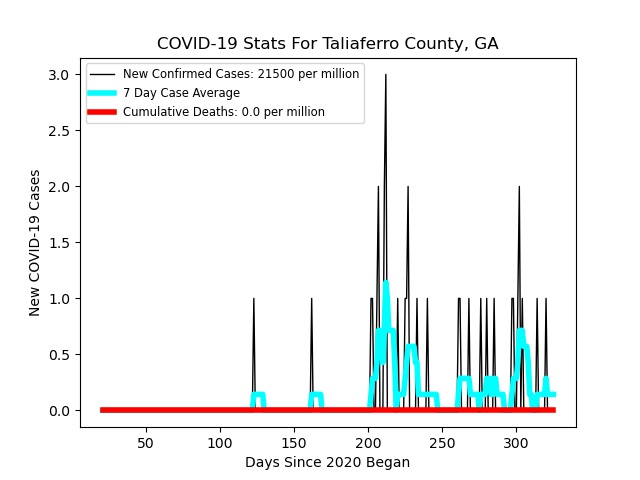 COVID-19 Stats For Taliaferro County, GA
New Confirmed Cases: 21500 per million
7 Day Case Average
Cumulative Deaths: 0.0 per million
New COVID-19 Cases
3.0
2.5
2.0
1.5
1.0
0.5
0.0
50 100 150 200 250 300
Days Since 2020 Began